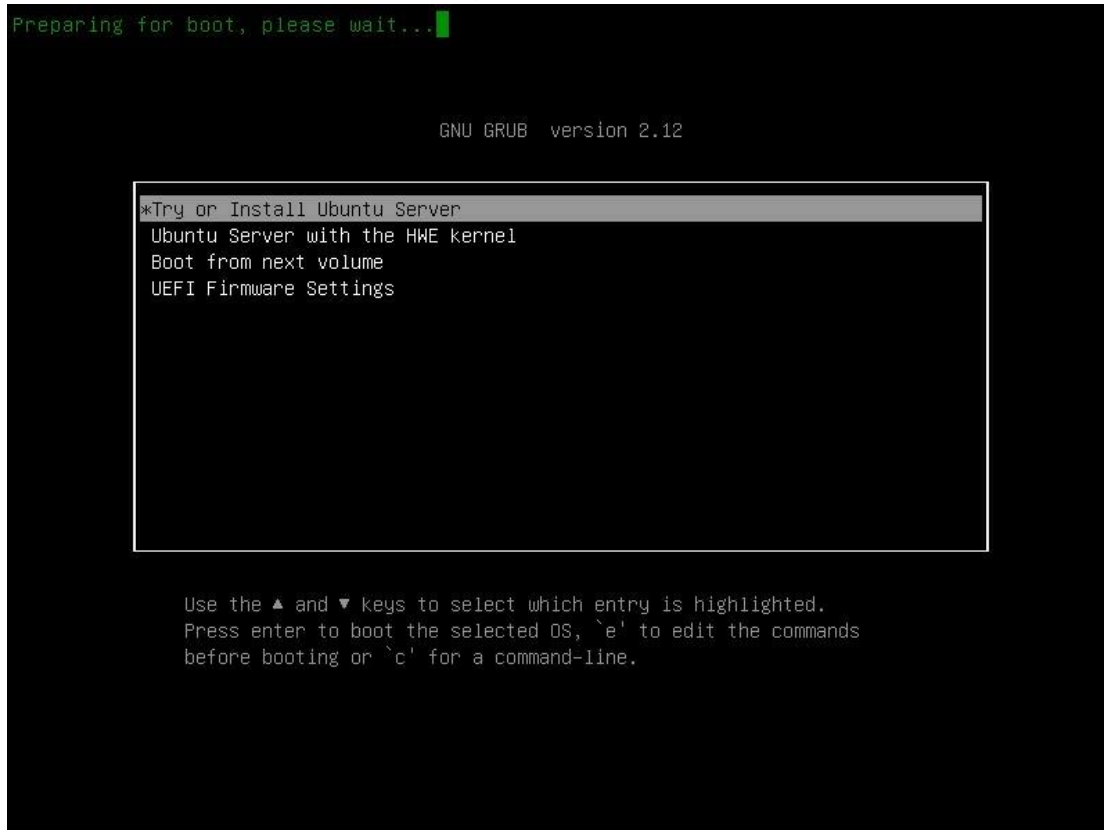 Preparing for boot, please wait...
GNU GRUB version 2.12
*Try or Install Ubuntu Server
Ubuntu Server with the HWE kernel
Boot from next volume
UEFI Firmware Settings
Use the ▲ and ▼ keys to select which entry is highlighted.
Press enter to boot the selected OS, `e' to edit the commands
before booting or `c' for a command-line.